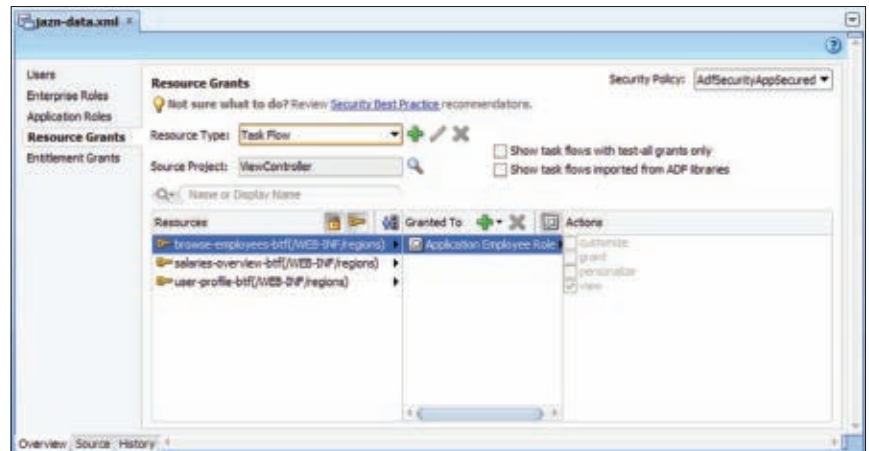 jazn-data.xml
Users
Enterprise Roles
Application Roles
Resource Grants
Entitlement Grants
Resource Grants
Security Policy: AdfSecurityAppSecured
Not sure what to do? Review Security Best Practice recommendations.
Resource Type: Task Flow
Show task flows with test-all grants only
Source Project: ViewController
Show task flows imported from ADF libraries
Name or Display Name
Resources
Granted To
Actions
browse-employees-btf(/WEB-INF/regions)
salaries-overview-btf(/WEB-INF/regions)
user-profile-btf(/WEB-INF/regions)
Application Employee Role
customize
grant
personalize
view
Overview Source History